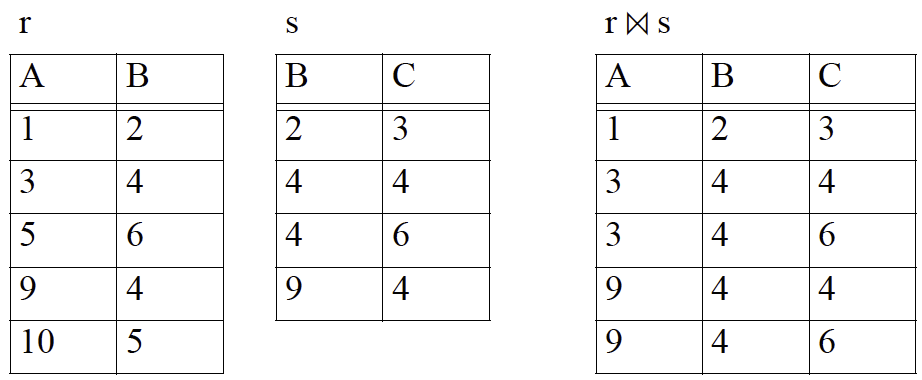 r s r ⋈ s
A B B C A B C
1 2 2 3 1 2 3
3 4 4 4 3 4 4
5 6 4 6 3 4 6
9 4 9 4 9 4 4
10 5 9 4 6